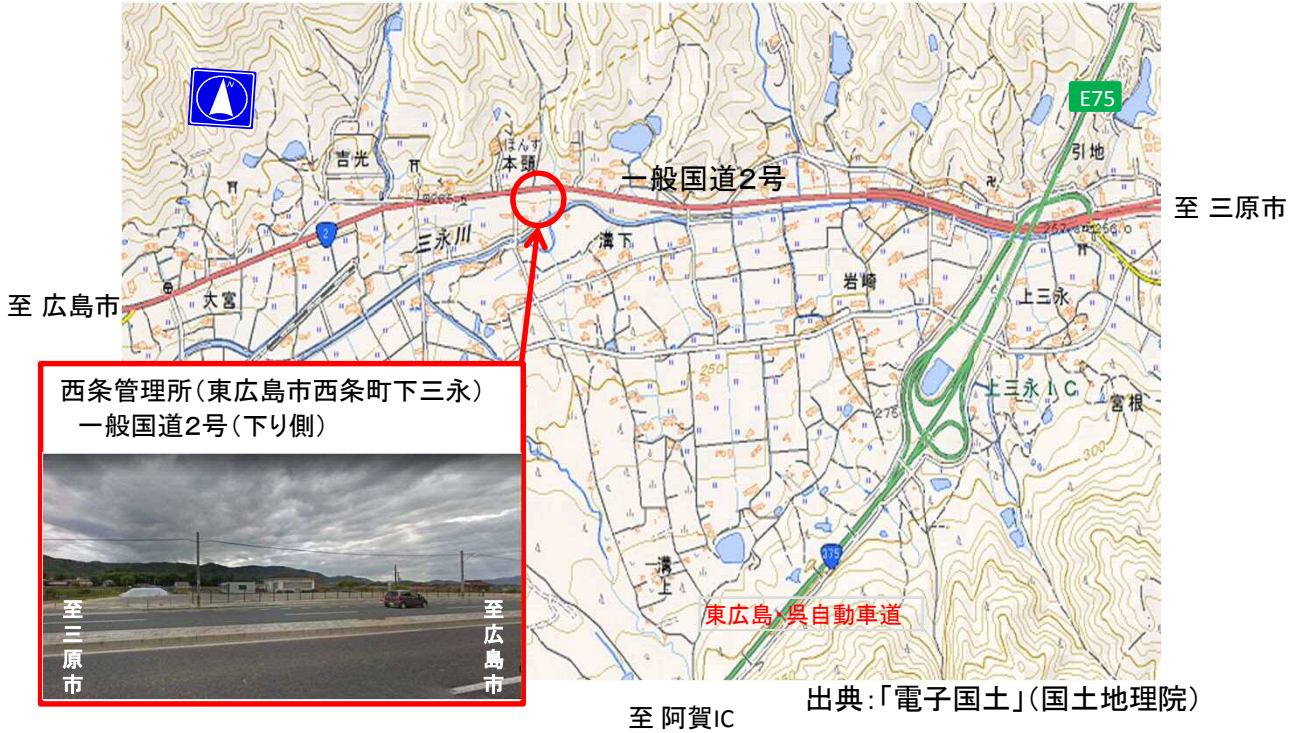 N
E75
吉光
ほんず
本頭
一般国道2号
引地
至 三原市
2
三永川
溝下
大宮
岩崎
上三永
至 広島市
250
275
上三永IC
宮根
300
西条管理所(東広島市西条町下三永)
一般国道2号(下り側)
至三原市
至広島市
溝上
375
東広島・呉自動車道
出典:「電子国土」(国土地理院)
至 阿賀IC